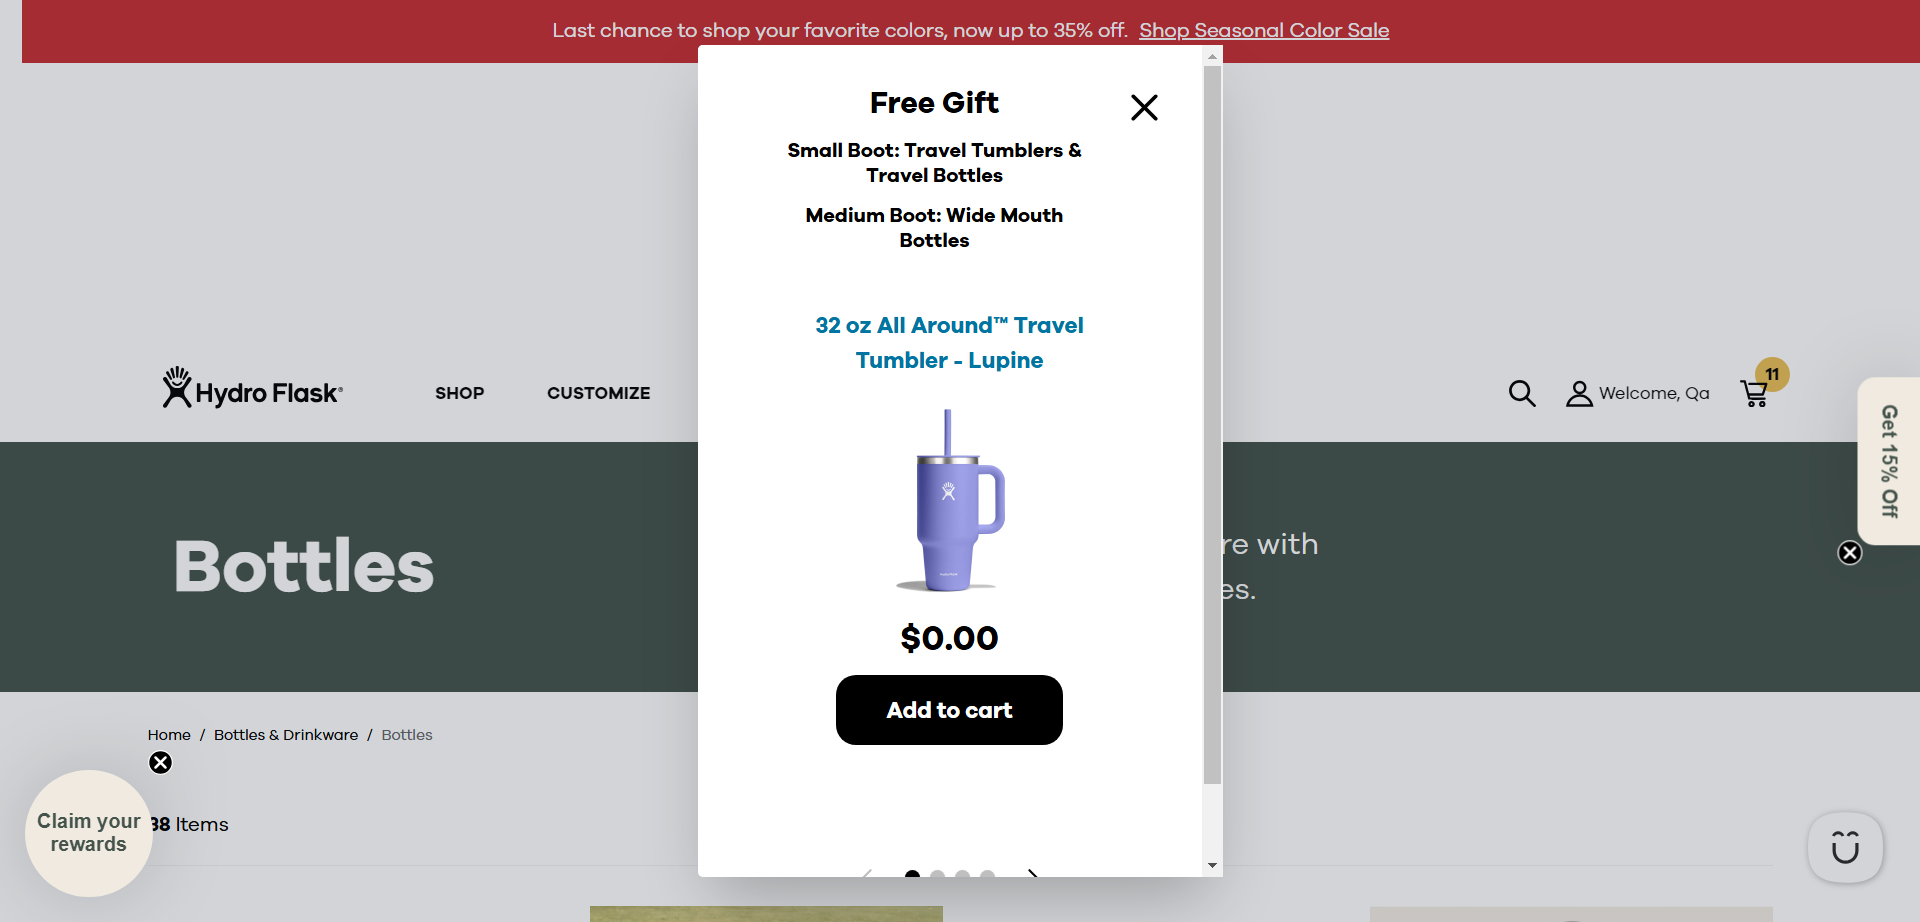 Last chance to shop your favorite colors, now up to 35% off. Shop Seasonal Color Sale
Free Gift
Small Boot: Travel Tumblers &
Travel Bottles
Medium Boot: Wide Mouth
Bottles
32 oz All Around™ Travel
Tumbler - Lupine
Hydro Flask®
SHOP
CUSTOMIZE
Welcome, Qa
11
Get 15% Off
Bottles
re with
es.
$0.00
Add to cart
Home / Bottles & Drinkware / Bottles
Claim your
rewards
38 Items